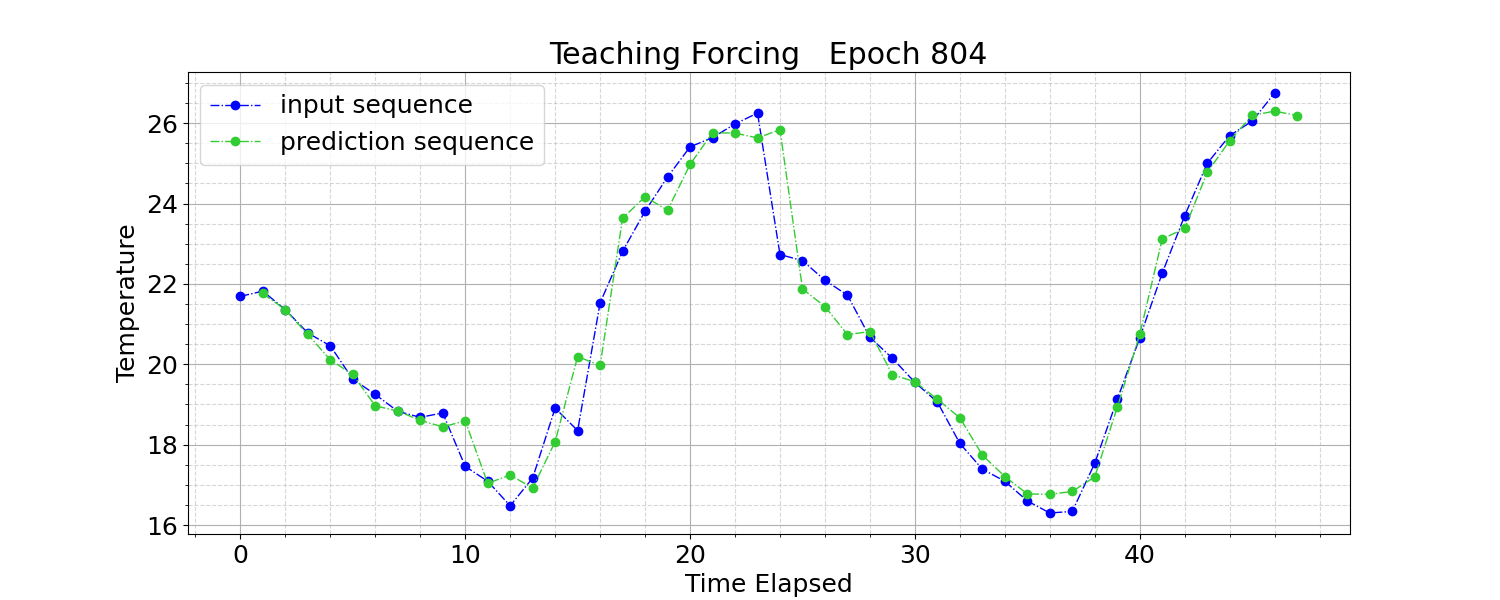 Teaching Forcing   Epoch 804
input sequence
prediction sequence
Temperature
26
24
22
20
18
16
0 10 20 30 40
Time Elapsed